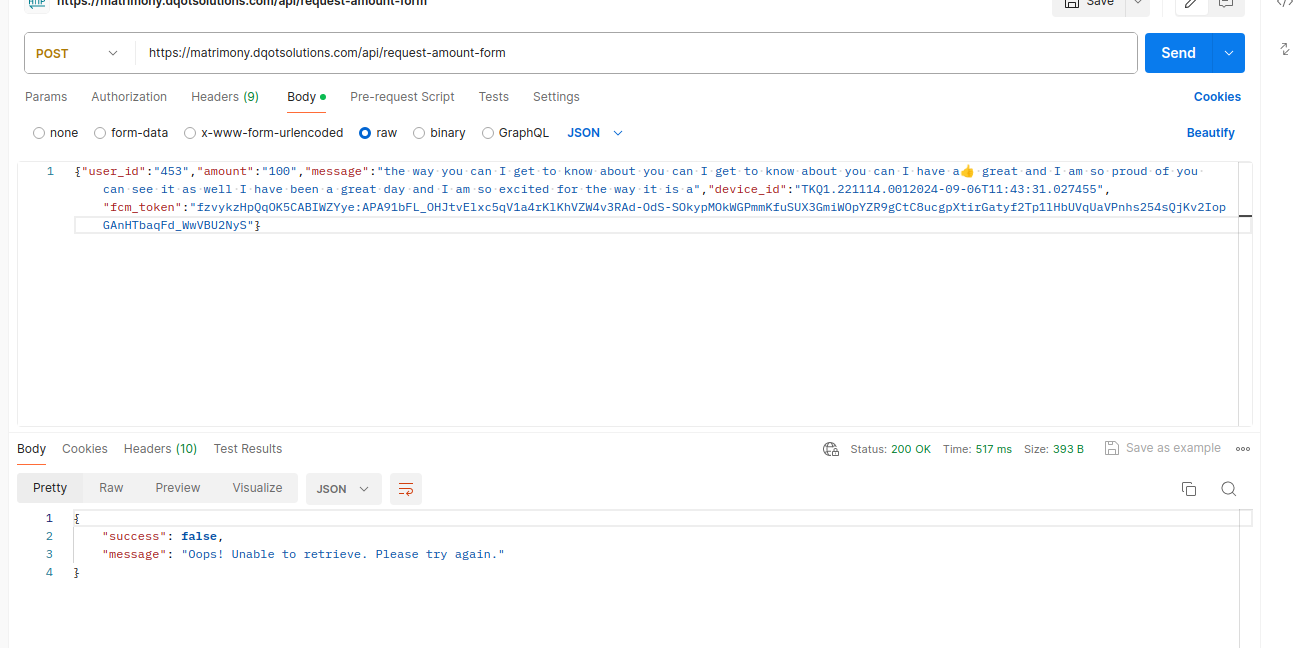 HTTP https://matrimony.dqotsolutions.com/api/request-amount-form Save
POST https://matrimony.dqotsolutions.com/api/request-amount-form Send
Params Authorization Headers (9) Body Pre-request Script Tests Settings Cookies
none form-data x-www-form-urlencoded raw binary GraphQL JSON Beautify
1 {"user_id":"453","amount":"100","message":"the way you can I get to know about you can I get to know about you can I have a👍 great and I am so proud of you
can see it as well I have been a great day and I am so excited for the way it is a","device_id":"TKQ1.221114.0012024-09-06T11:43:31.027455",
"fcm_token":"fzvykzHpQqOK5CABIWZYye:APA91bFL_OHJtvElxc5qV1a4rKlKhVZW4v3RAd-OdS-SOkypMOkWGPmmKfuSUX3GmiWOpYZR9gCtC8ucgpXtirGatyf2Tp1lHbUVqUaVPnhs254sQjKv2Iop
GAnHTbaqFd_WwVBU2NyS"}
Body Cookies Headers (10) Test Results Status: 200 OK Time: 517 ms Size: 393 B Save as example
Pretty Raw Preview Visualize JSON
1 {
2 "success": false,
3 "message": "Oops! Unable to retrieve. Please try again."
4 }